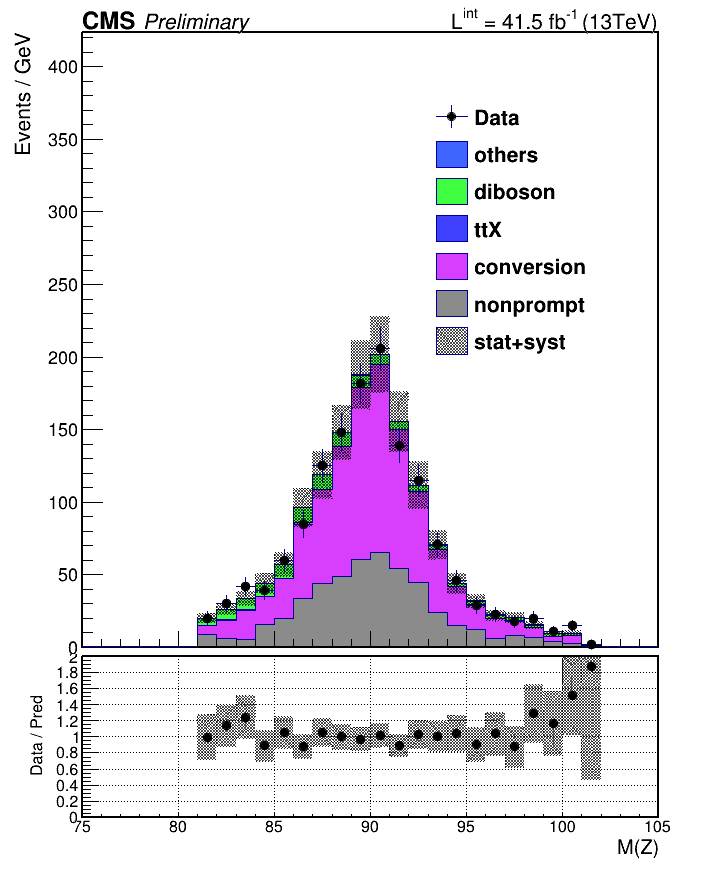 CMS Preliminary L^int = 41.5 fb^-1 (13TeV)
Events / GeV
400
350
300
250
200
150
100
50
0
Data
others
diboson
ttX
conversion
nonprompt
stat+syst
Data / Pred
2
1.8
1.6
1.4
1.2
1
0.8
0.6
0.4
0.2
0
75 80 85 90 95 100 105
M(Z)